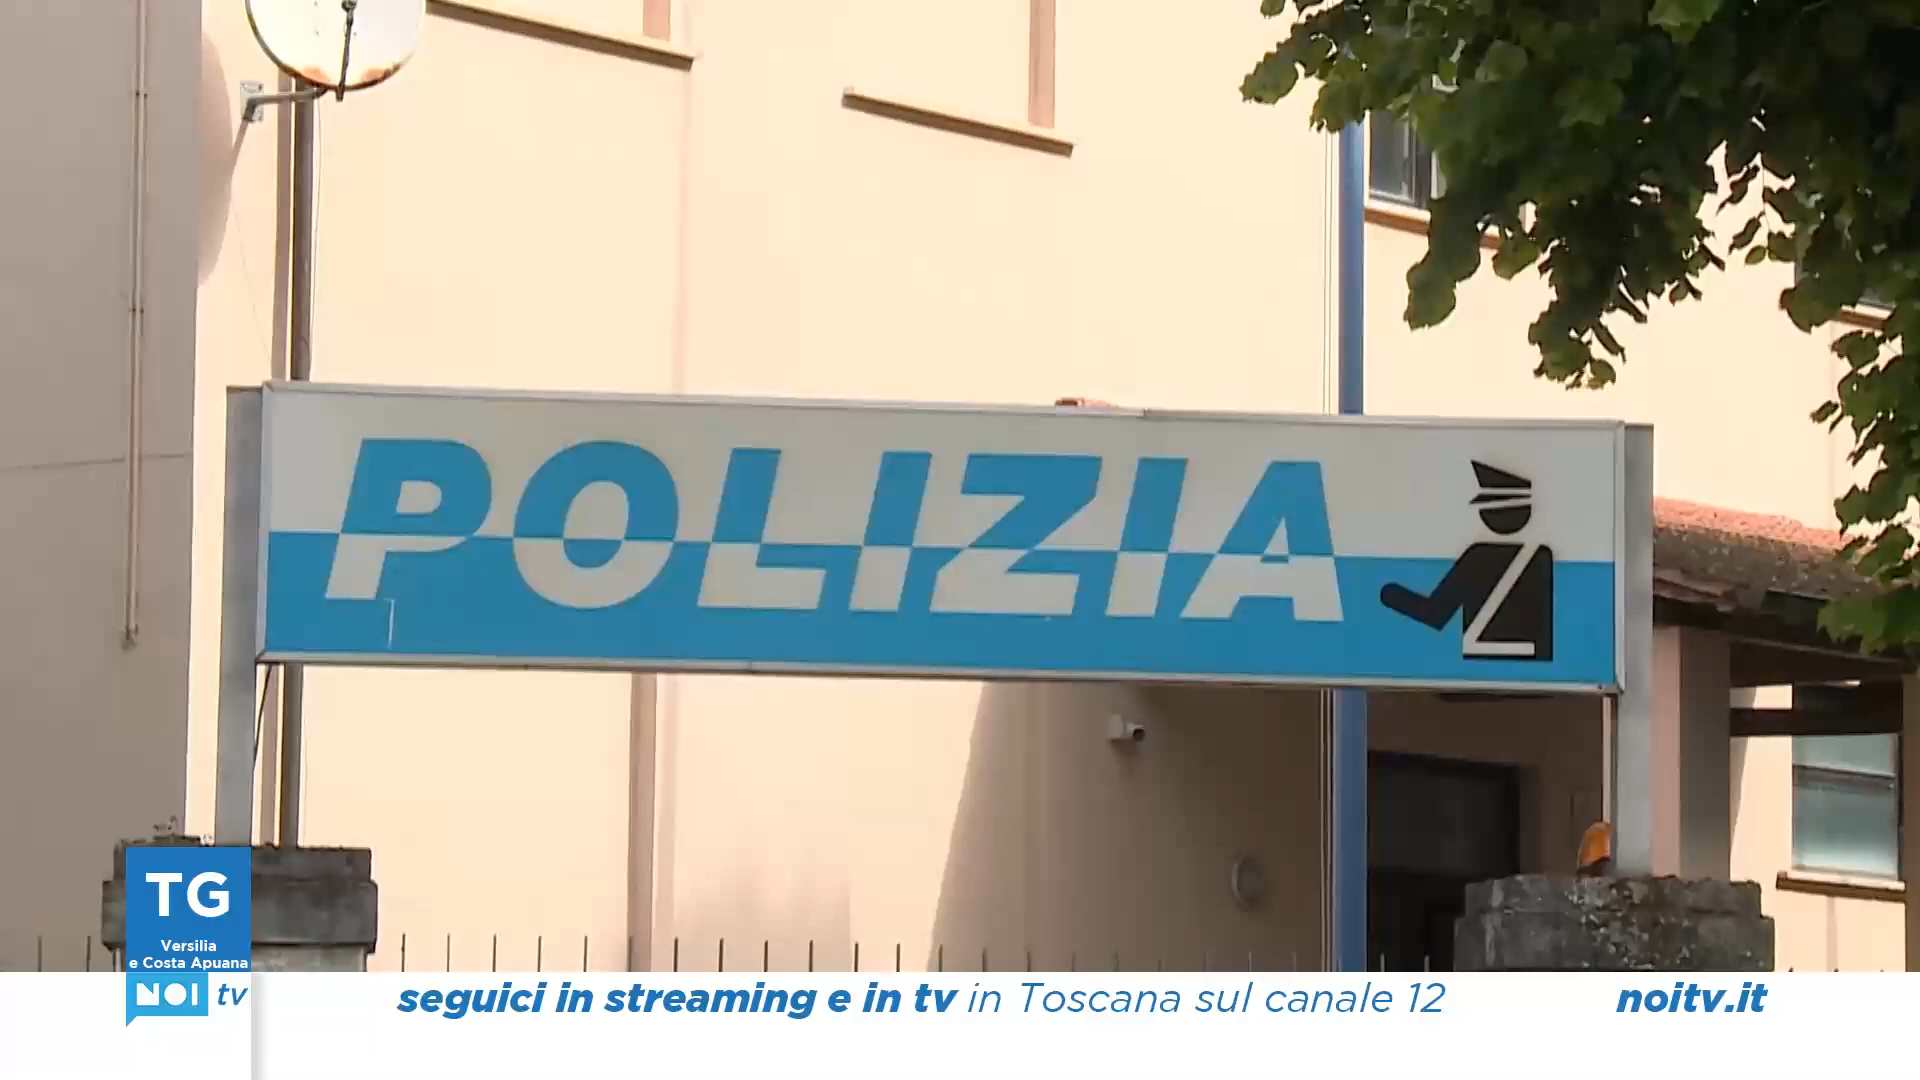 POLIZIA
TG
Versilia
e Costa Apuana
NOI tv
seguici in streaming e in tv in Toscana sul canale 12
noitv.it